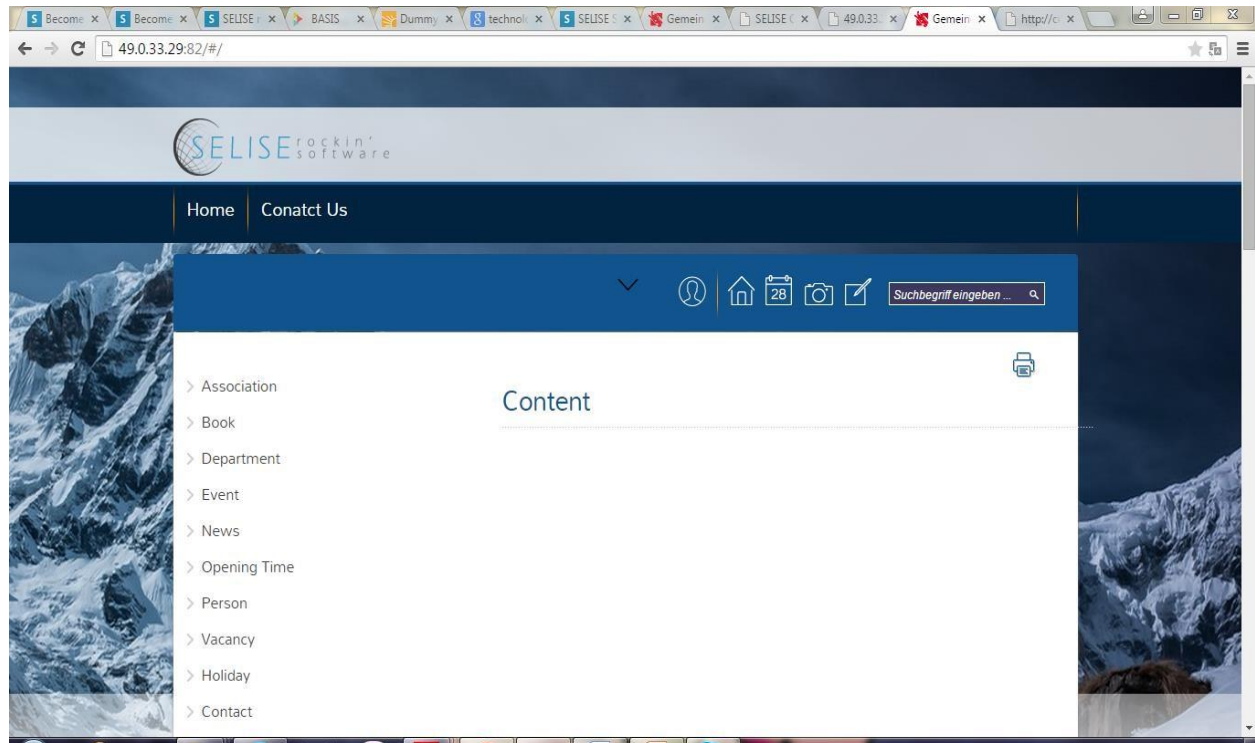 Become
Become
SELISE r
BASIS
Dummy
technol
SELISE S
Gemein
SELISE (
49.0.33.
Gemein
http://c
49.0.33.29:82/#/
SELISE rockin'
software
Home
Conatct Us
28
Suchbegriff eingeben ...
Association
Content
Book
Department
Event
News
Opening Time
Person
Vacancy
Holiday
Contact